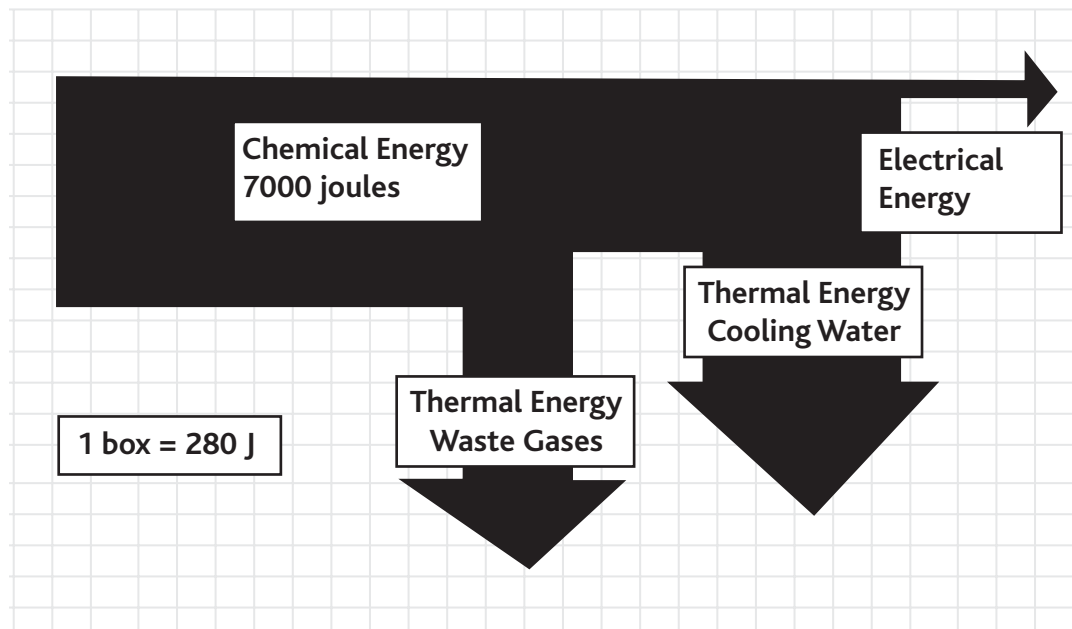 Chemical Energy
7000 joules
Electrical
Energy
Thermal Energy
Cooling Water
Thermal Energy
Waste Gases
1 box = 280 J